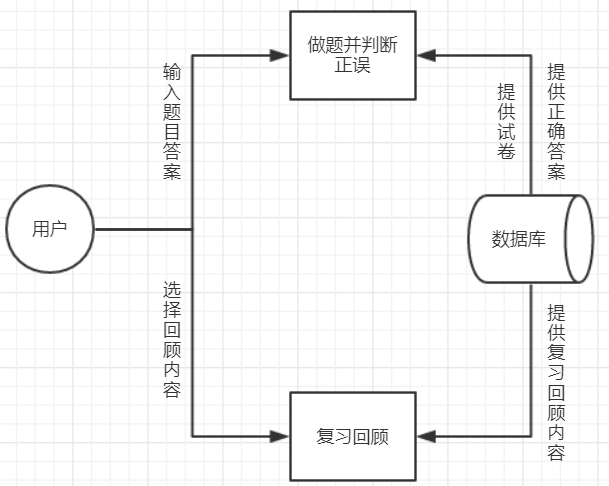 做题并判断
正误
输入题目答案
提供试卷
提供正确答案
用户
数据库
选择回顾内容
提供复习回顾内容
复习回顾